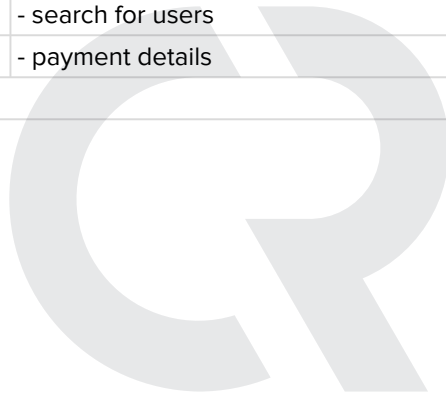 - search for users
- payment details